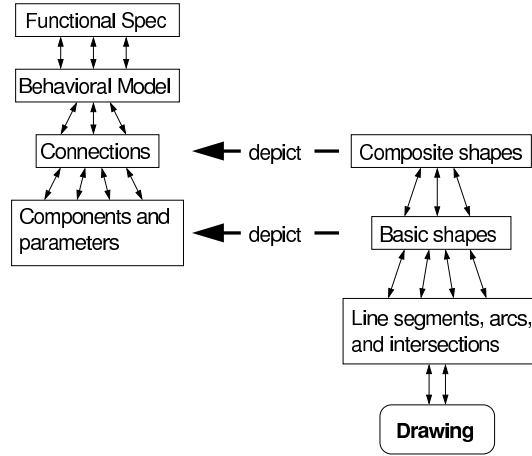 Functional Spec
Behavioral Model
Connections
depict
Composite shapes
Components and
parameters
depict
Basic shapes
Line segments, arcs,
and intersections
Drawing